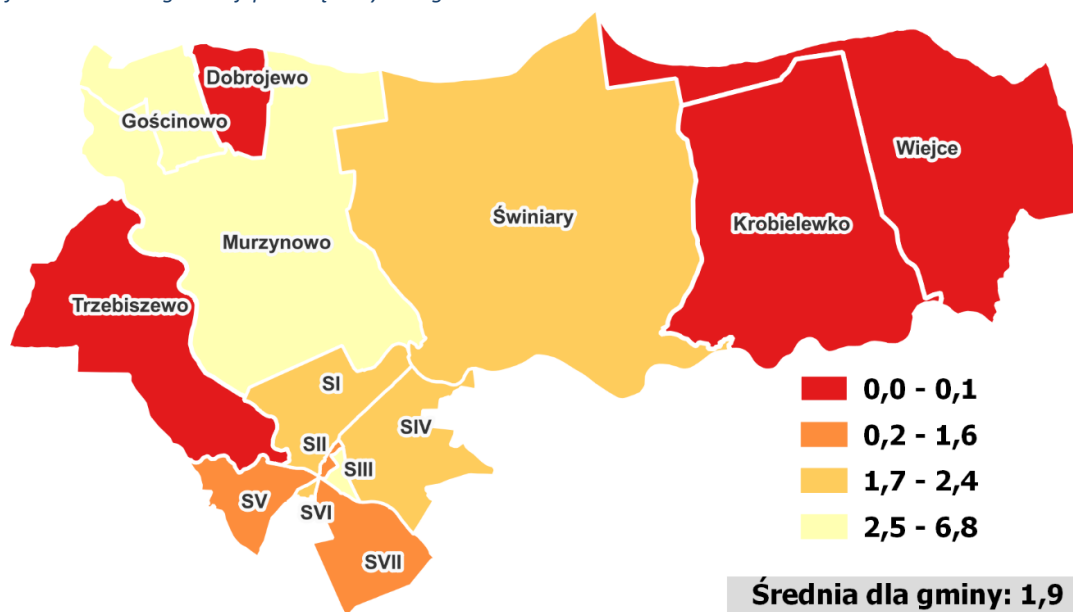 Dobrojewo
Gościnowo
Wiejce
Świniary
Krobielewko
Murzynowo
Trzebiszewo
SI
SII
SIV
SIII
SV
SVI
SVII
0,0 - 0,1
0,2 - 1,6
1,7 - 2,4
2,5 - 6,8
Średnia dla gminy: 1,9